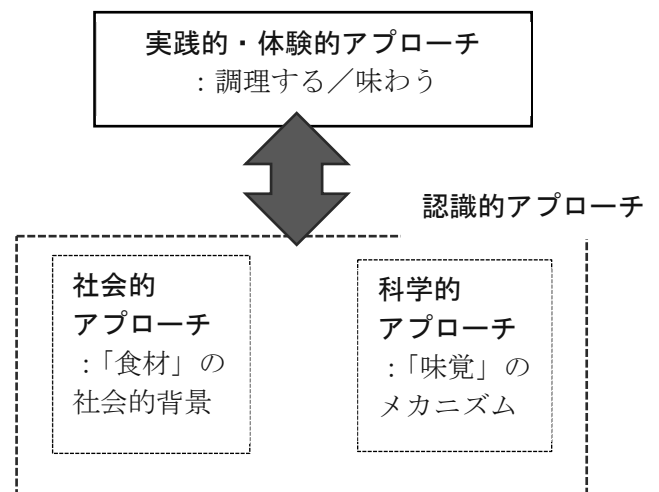 実践的・体験的アプローチ
：調理する／味わう
認識的アプローチ
社会的
アプローチ
：「食材」の
社会的背景
科学的
アプローチ
：「味覚」の
メカニズム